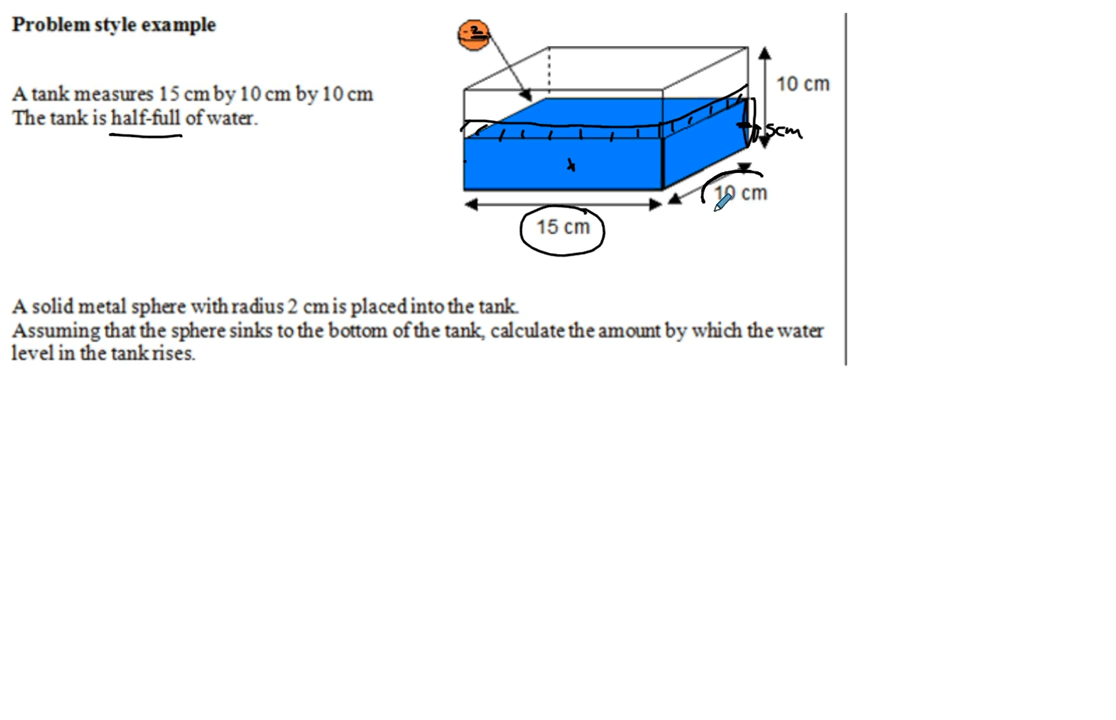 Problem style example
2
10 cm
A tank measures 15 cm by 10 cm by 10 cm
The tank is half-full of water.
5cm
10 cm
15 cm
A solid metal sphere with radius 2 cm is placed into the tank.
Assuming that the sphere sinks to the bottom of the tank, calculate the amount by which the water
level in the tank rises.